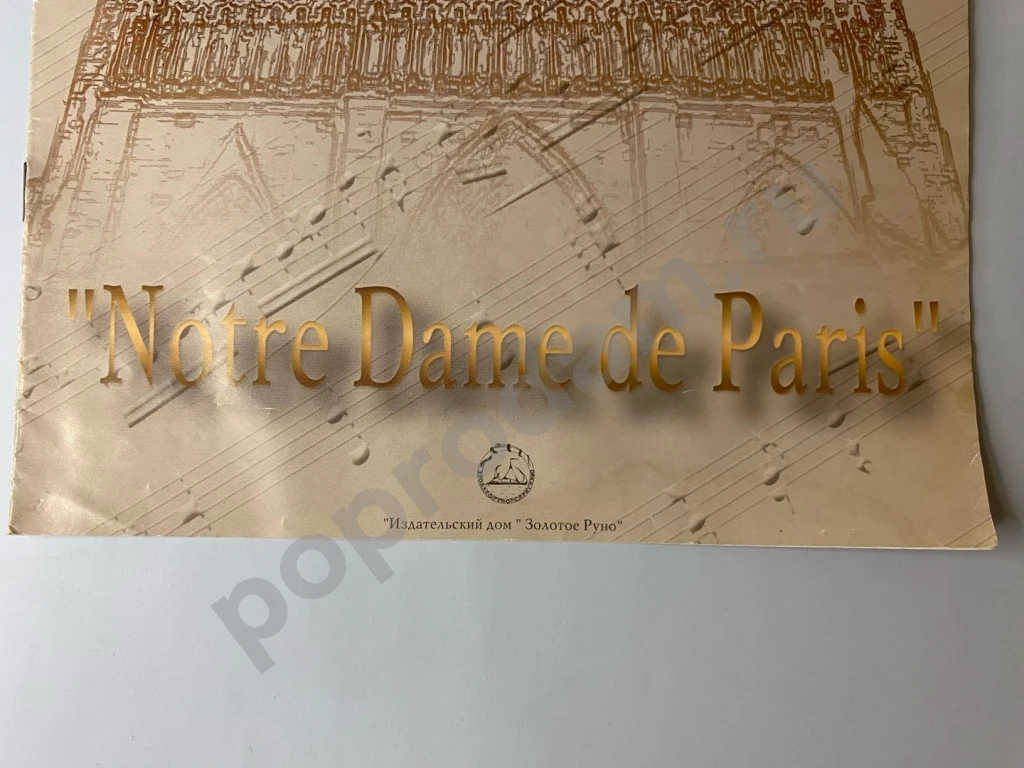 "Notre Dame de Paris"
"Издательский дом " Золотое Руно"